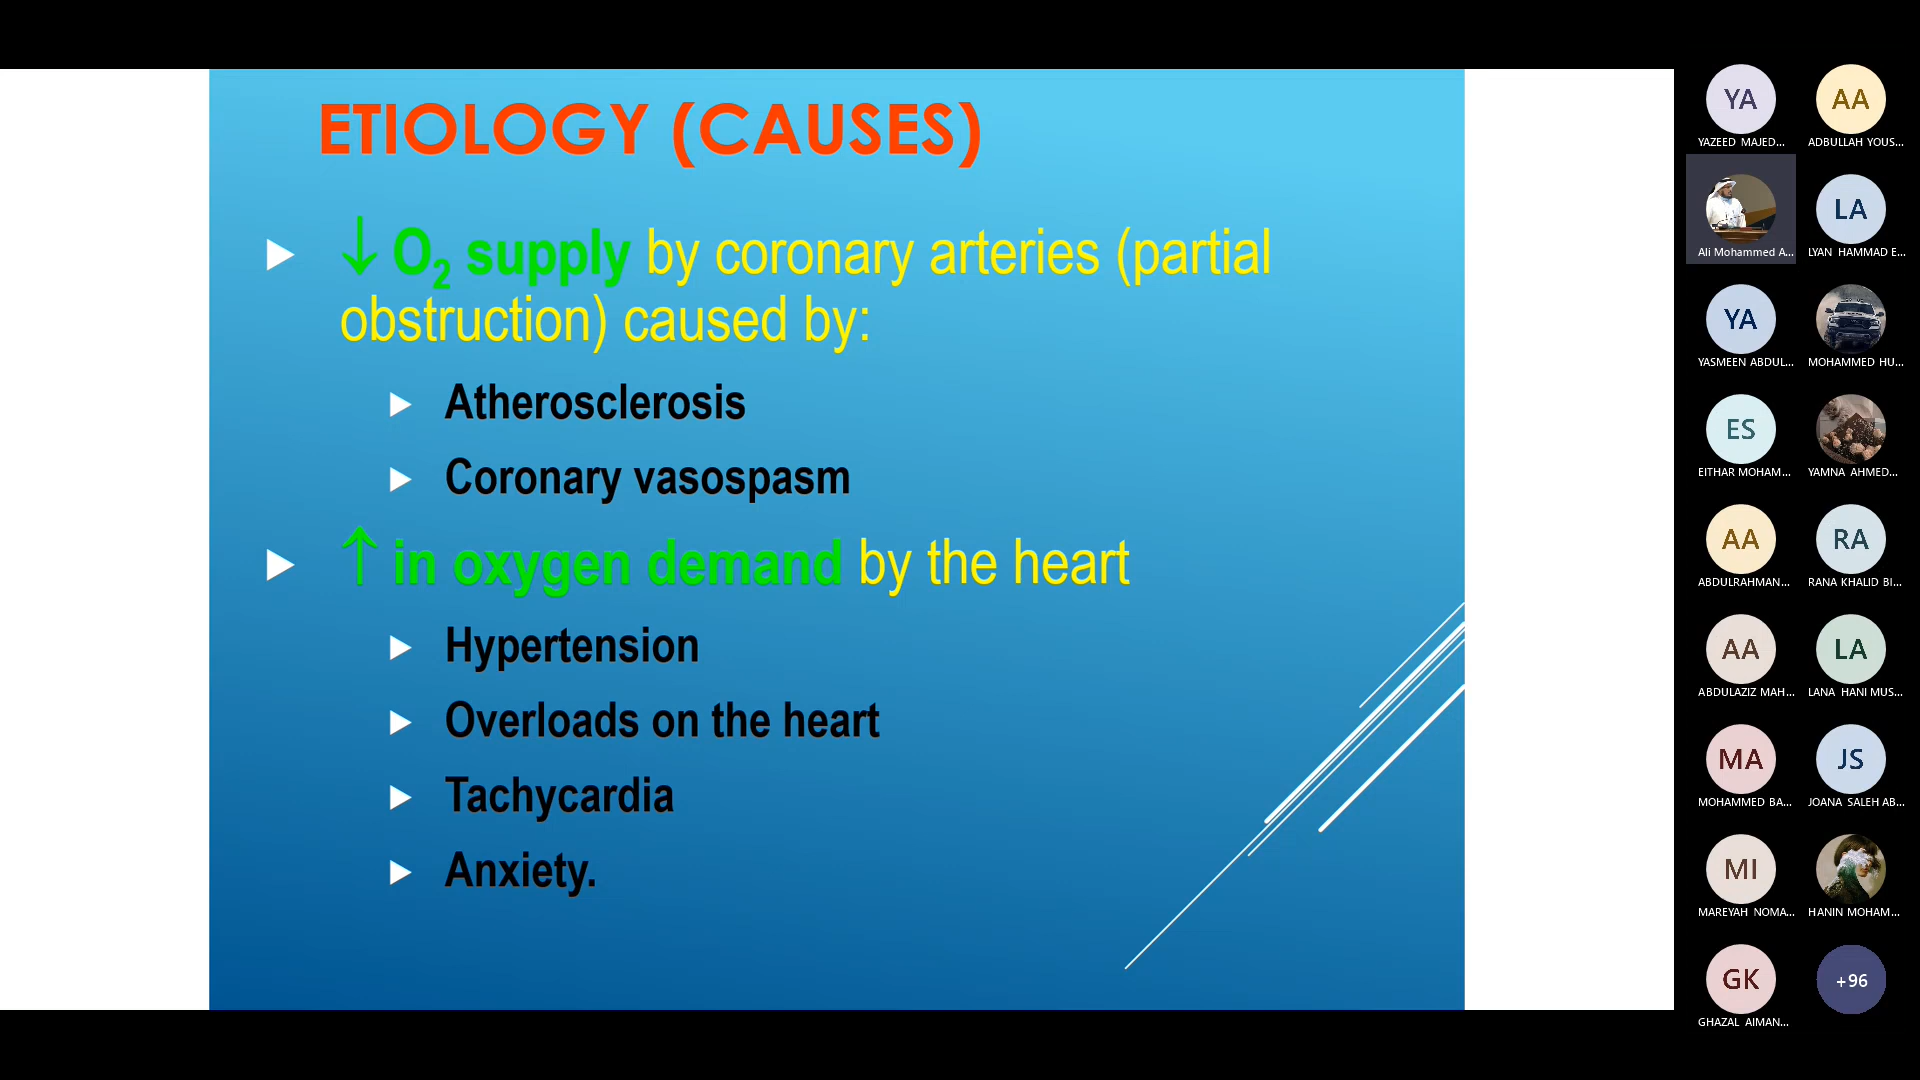 ETIOLOGY (CAUSES)
↓ O₂ supply by coronary arteries (partial
obstruction) caused by:
Atherosclerosis
Coronary vasospasm
↑ in oxygen demand by the heart
Hypertension
Overloads on the heart
Tachycardia
Anxiety.
YA
YAZEED MAJED...
AA
ADBULLAH YOUS...
Ali Mohammed A...
LA
LYAN HAMMAD E...
YA
YASMEEN ABDUL...
MOHAMMED HU...
ES
EITHAR MOHAM...
YAMNA AHMED...
AA
ABDULRAHMAN...
RA
RANA KHALID BI...
AA
ABDULAZIZ MAH...
LA
LANA HANI MUS...
MA
MOHAMMED BA...
JS
JOANA SALEH AB...
MI
MAREYAH NOMA...
HANIN MOHAM...
GK
GHAZAL AIMAN...
+96